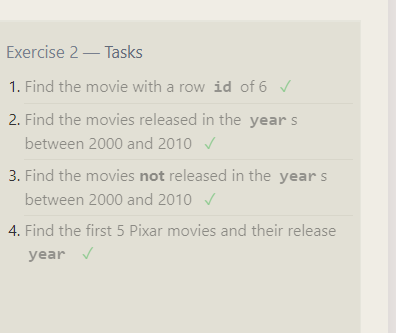 Exercise 2 — Tasks
1. Find the movie with a row id of 6 ✓
2. Find the movies released in the year s
between 2000 and 2010 ✓
3. Find the movies not released in the year s
between 2000 and 2010 ✓
4. Find the first 5 Pixar movies and their release
year ✓